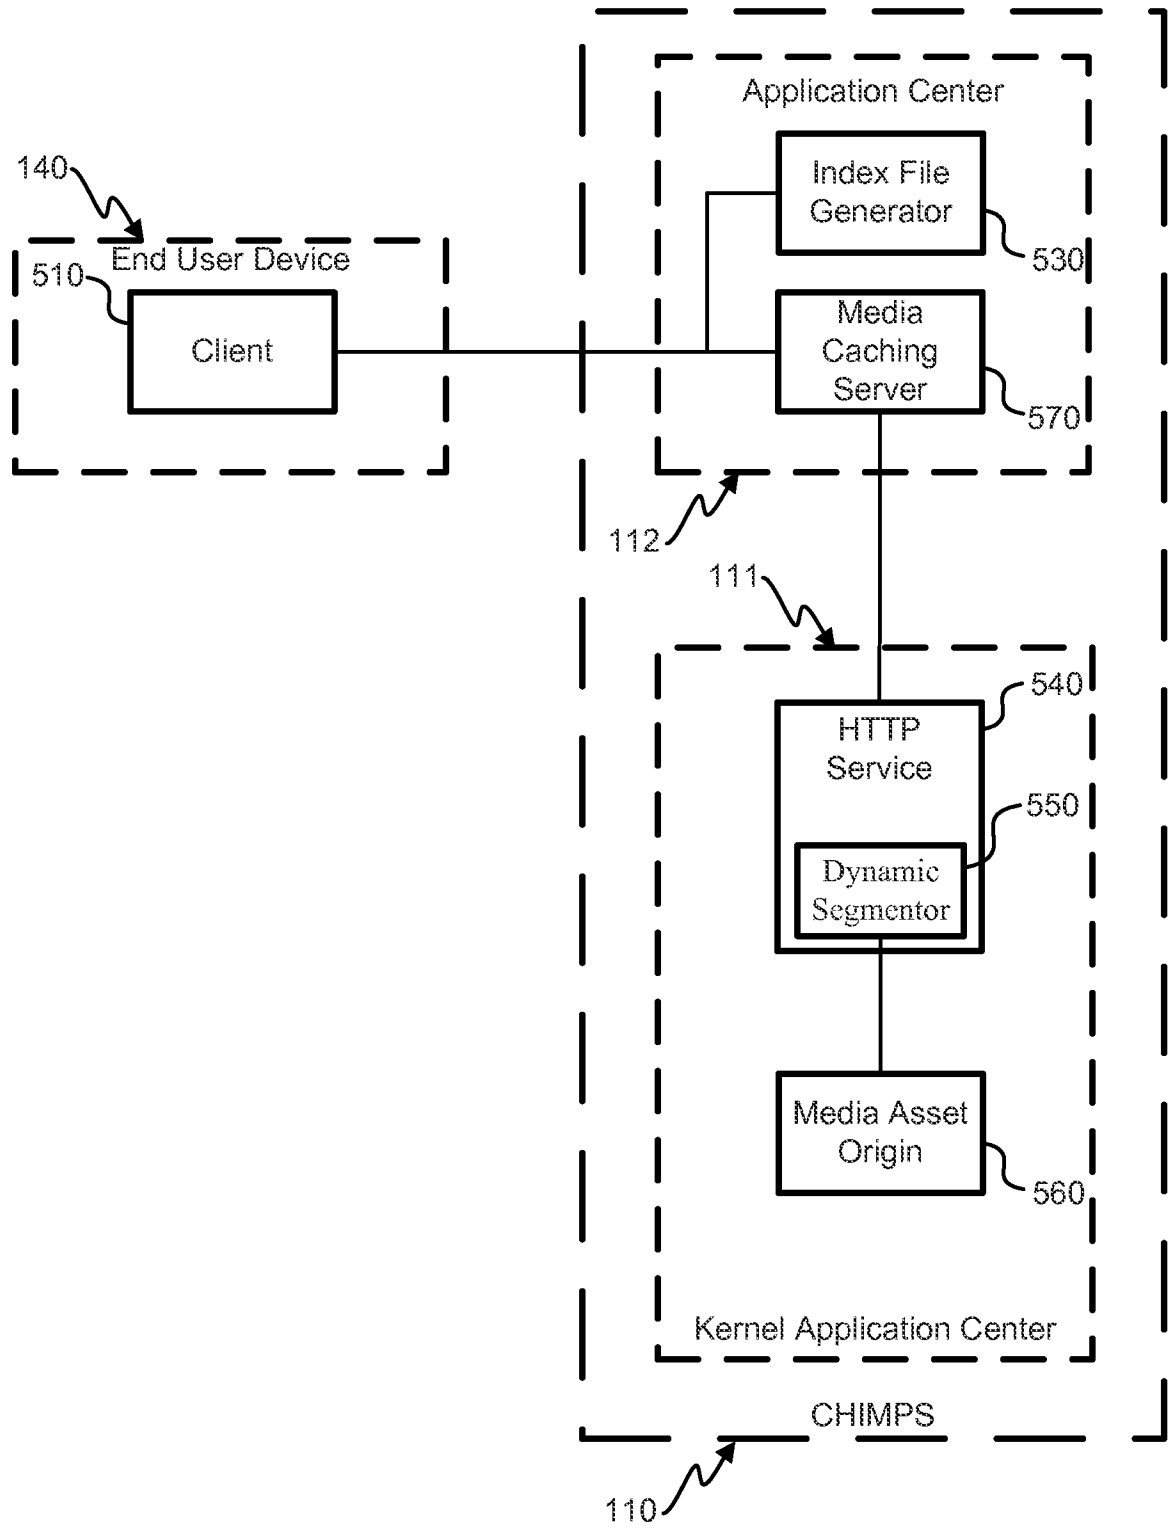 Application Center
Index File
Generator
530
140
End User Device
510
Client
Media
Caching
Server
570
112
111
540
HTTP
Service
550
Dynamic
Segmentor
Media Asset
Origin
560
Kernel Application Center
CHIMPS
110